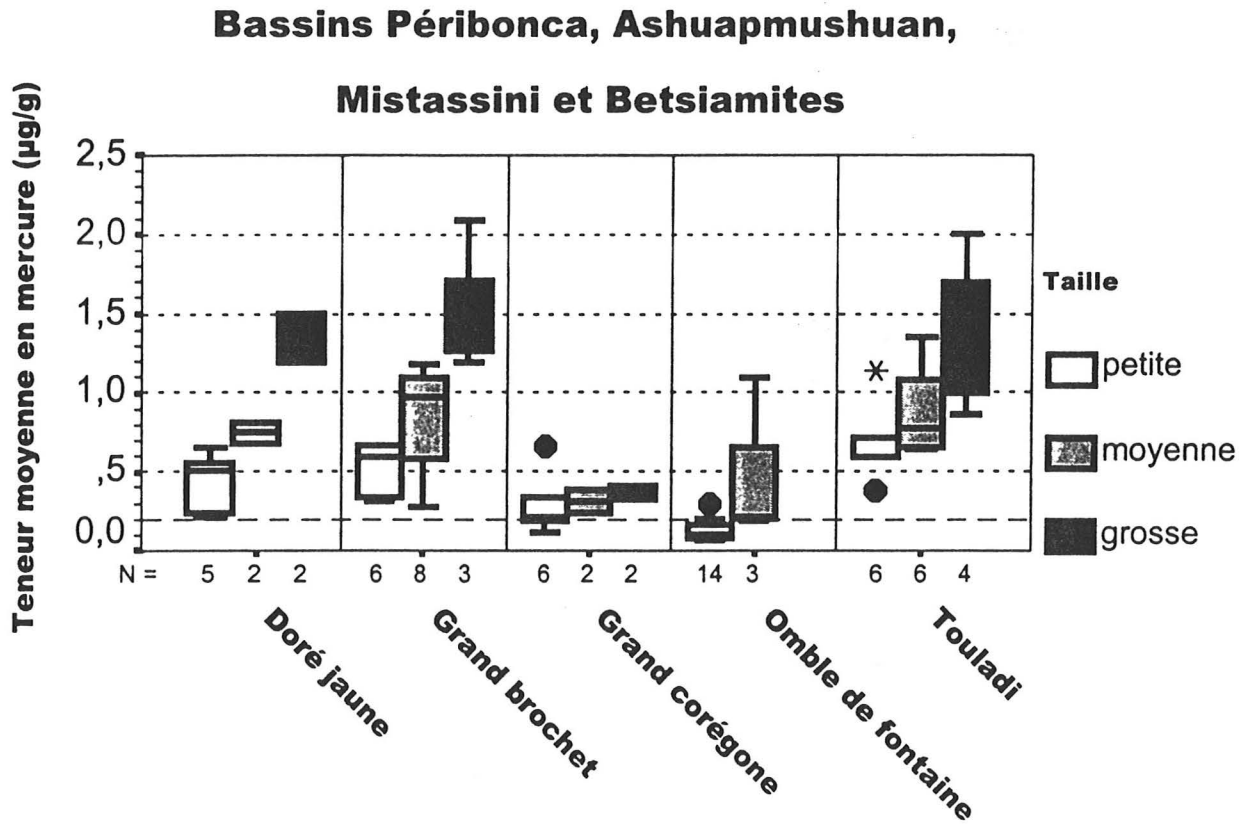 Bassins Péribonca, Ashuapmushuan,
Mistassini et Betsiamites
Teneur moyenne en mercure (µg/g)
2,5
2,0
1,5
1,0
,5
0,0
N = 5 2 2 6 8 3 6 2 2 14 3 6 6 4
Doré jaune
Grand brochet
Grand corégone
Omble de fontaine
Touladi
Taille
petite
moyenne
grosse